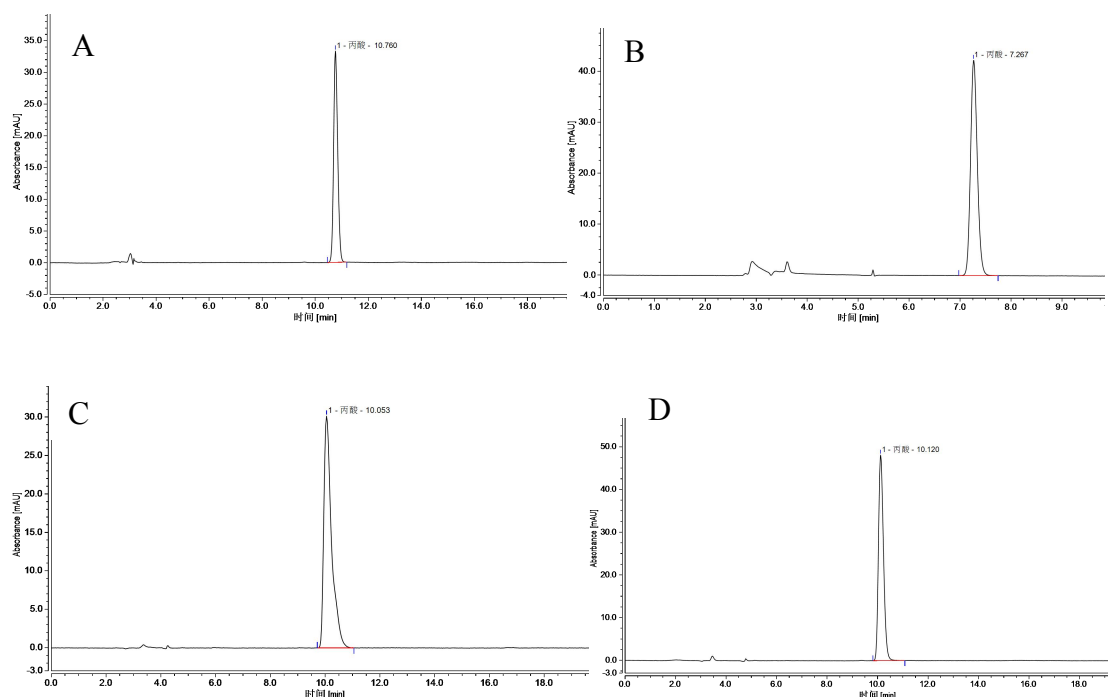 A
1 - 丙酸 - 10.760
Absorbance [mAU]
35.0
30.0
25.0
20.0
15.0
10.0
5.0
0.0
-5.0
0.0 2.0 4.0 6.0 8.0 10.0 12.0 14.0 16.0 18.0
时间 [min]
B
1 - 丙酸 - 7.267
Absorbance [mAU]
40.0
30.0
20.0
10.0
0.0
-4.0
0.0 1.0 2.0 3.0 4.0 5.0 6.0 7.0 8.0 9.0
时间 [min]
C
1 - 丙酸 - 10.053
Absorbance [mAU]
30.0
25.0
20.0
15.0
10.0
5.0
0.0
-3.0
0.0 2.0 4.0 6.0 8.0 10.0 12.0 14.0 16.0 18.0
时间 [min]
D
1 - 丙酸 - 10.120
Absorbance [mAU]
50.0
40.0
30.0
20.0
10.0
0.0
-3.0
0.0 2.0 4.0 6.0 8.0 10.0 12.0 14.0 16.0 18.0
时间 [min]